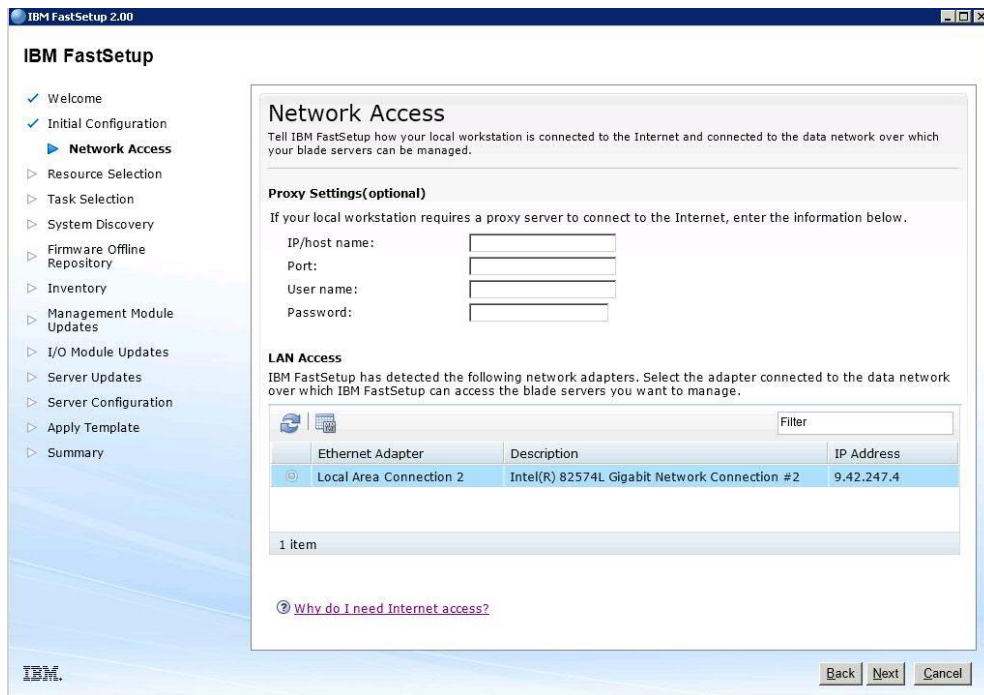 IBM FastSetup 2.00
IBM FastSetup
Welcome
Initial Configuration
Network Access
Resource Selection
Task Selection
System Discovery
Firmware Offline
Repository
Inventory
Management Module
Updates
I/O Module Updates
Server Updates
Server Configuration
Apply Template
Summary
Network Access
Tell IBM FastSetup how your local workstation is connected to the Internet and connected to the data network over which
your blade servers can be managed.
Proxy Settings(optional)
If your local workstation requires a proxy server to connect to the Internet, enter the information below.
IP/host name:
Port:
User name:
Password:
LAN Access
IBM FastSetup has detected the following network adapters. Select the adapter connected to the data network
over which IBM FastSetup can access the blade servers you want to manage.
Filter
Ethernet Adapter Description IP Address
Local Area Connection 2 Intel(R) 82574L Gigabit Network Connection #2 9.42.247.4
1 item
Why do I need Internet access?
IBM.
Back Next Cancel